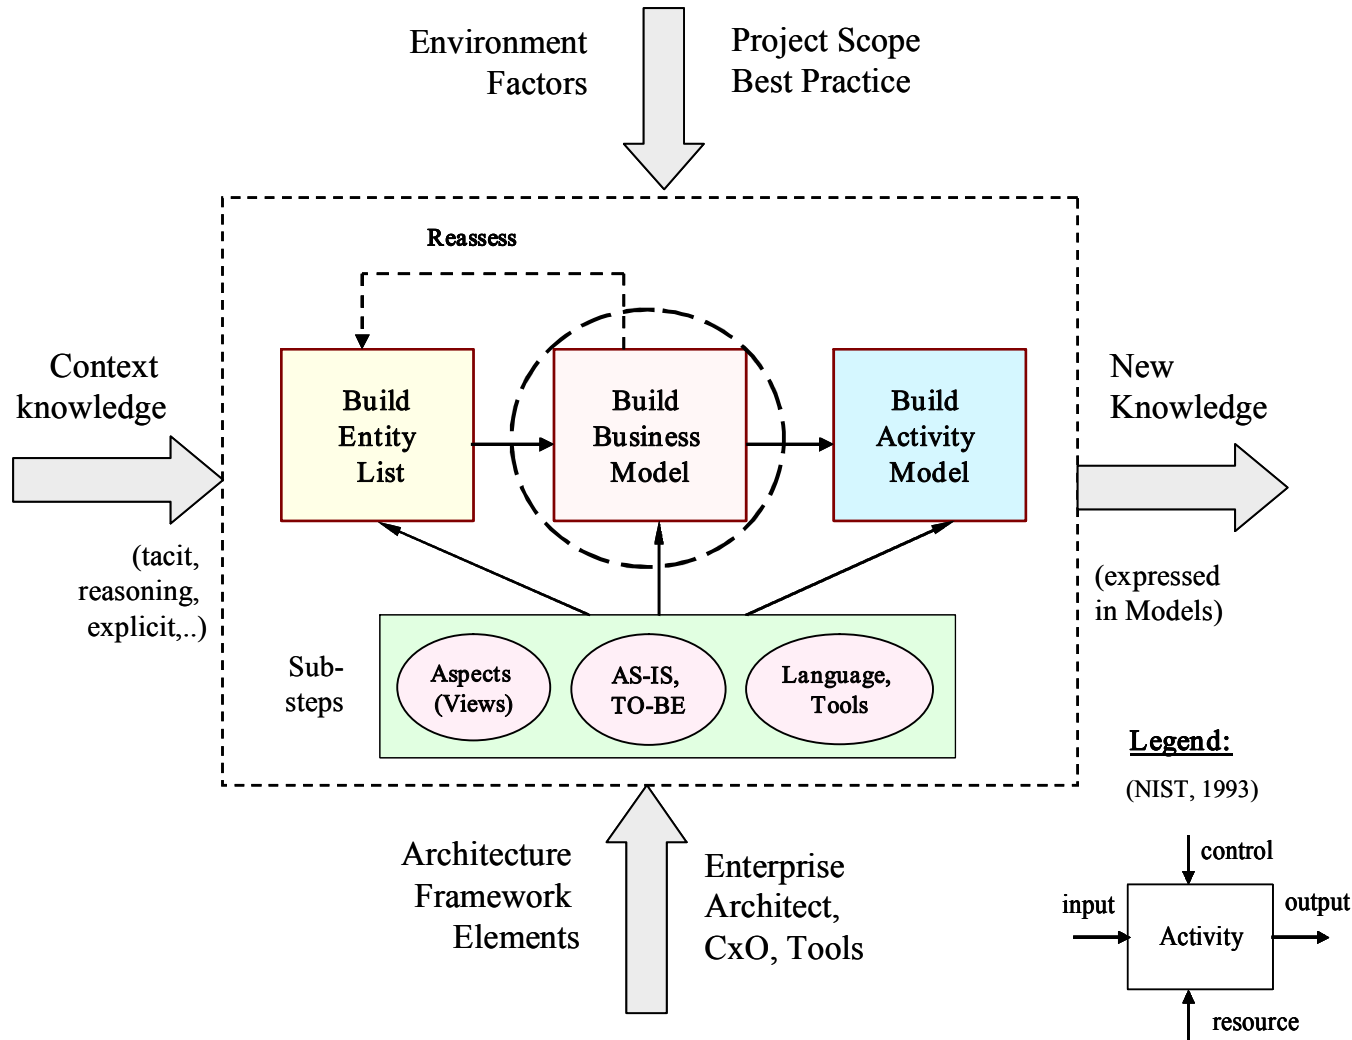 Environment
Factors
Project Scope
Best Practice
Reassess
Context
knowledge
(tacit,
reasoning,
explicit,..)
Build
Entity
List
Build
Business
Model
Build
Activity
Model
New
Knowledge
(expressed
in Models)
Sub-
steps
Aspects
(Views)
AS-IS,
TO-BE
Language,
Tools
Architecture
Framework
Elements
Enterprise
Architect,
CxO, Tools
Legend:
(NIST, 1993)
control
input
Activity
output
resource